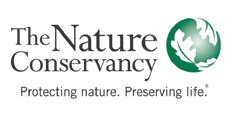 The Nature
Conservancy
Protecting nature. Preserving life.®